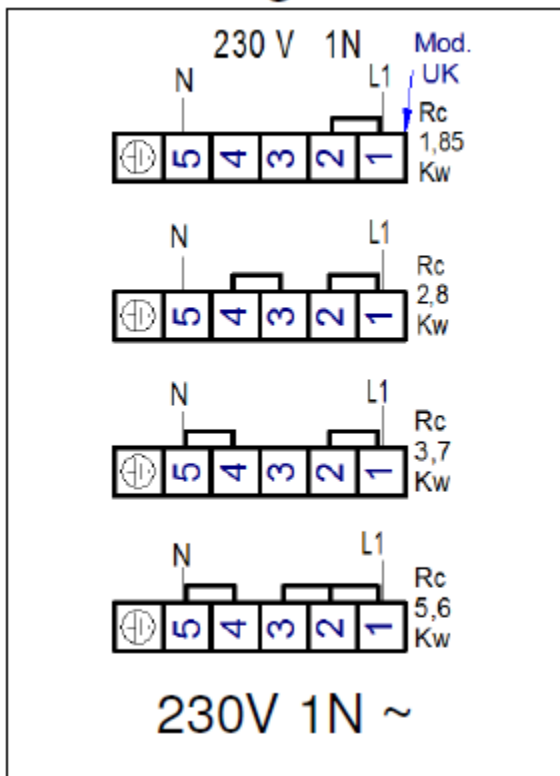 230 V 1N
Mod.
UK
N
L1
Rc
1,85
Kw
5 4 3 2 1
N
L1
Rc
2,8
Kw
5 4 3 2 1
N
L1
Rc
3,7
Kw
5 4 3 2 1
N
L1
Rc
5,6
Kw
5 4 3 2 1
230V 1N ~